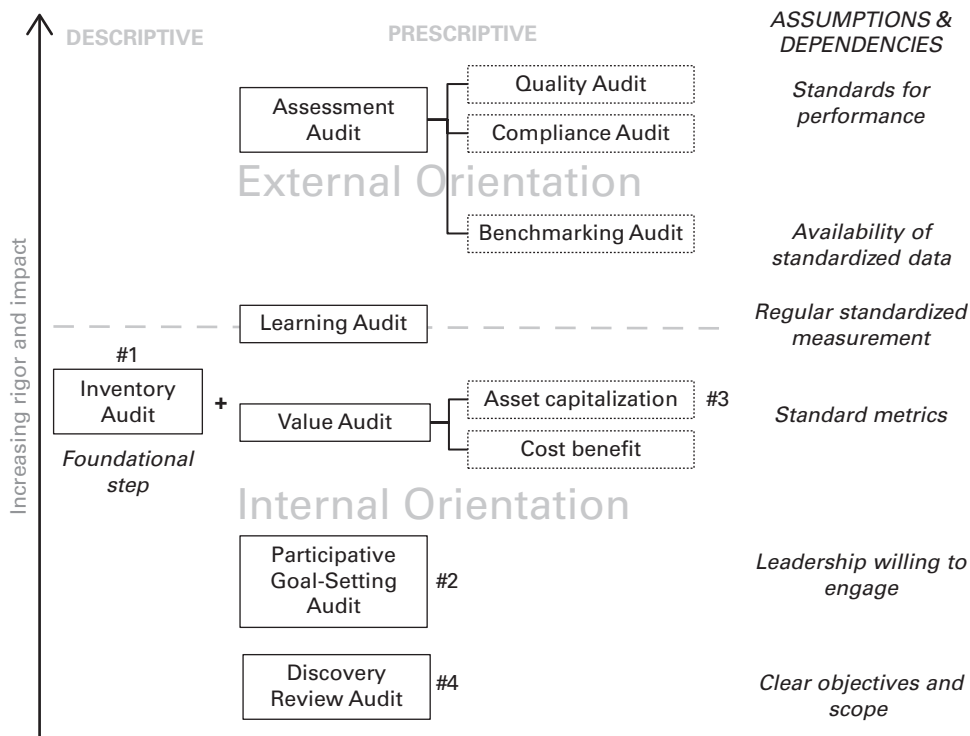 DESCRIPTIVE
PRESCRIPTIVE
ASSUMPTIONS &
DEPENDENCIES
Increasing rigor and impact
Assessment
Audit
Quality Audit
Compliance Audit
Standards for
performance
External Orientation
Benchmarking Audit
Availability of
standardized data
Learning Audit
Regular standardized
measurement
#1
Inventory
Audit
Foundational
step
+
Value Audit
Asset capitalization
#3
Cost benefit
Standard metrics
Internal Orientation
Participative
Goal-Setting
Audit
#2
Leadership willing to
engage
Discovery
Review Audit
#4
Clear objectives and
scope